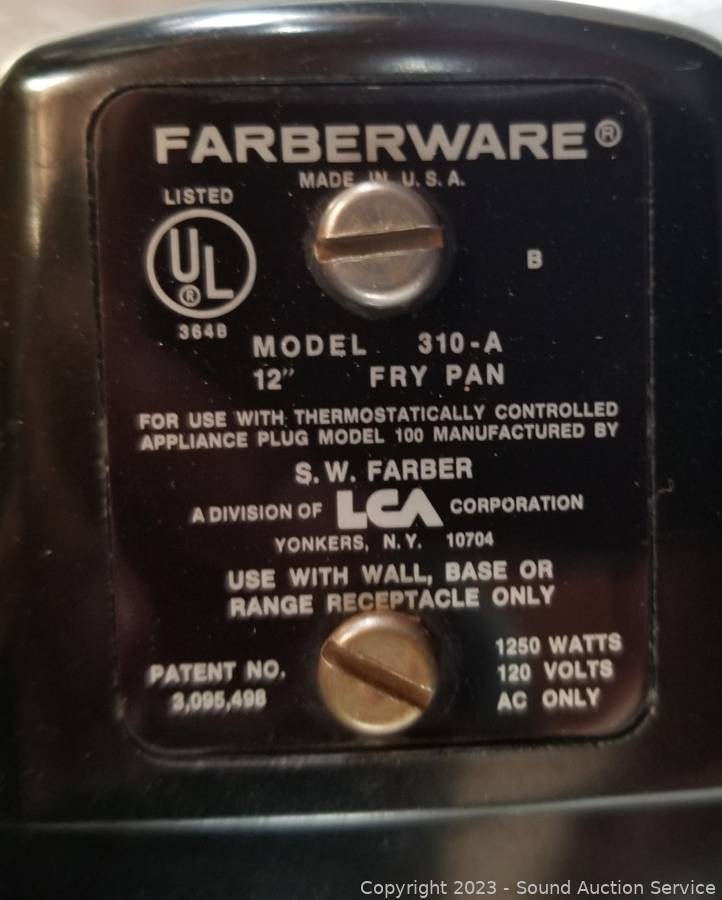 FARBERWARE®
MADE IN U.S.A.
LISTED
UL®
364B
B
MODEL 310-A
12" FRY PAN
FOR USE WITH THERMOSTATICALLY CONTROLLED
APPLIANCE PLUG MODEL 100 MANUFACTURED BY
S.W. FARBER
A DIVISION OF LCA CORPORATION
YONKERS, N.Y. 10704
USE WITH WALL, BASE OR
RANGE RECEPTACLE ONLY
PATENT NO.
3,095,498
1250 WATTS
120 VOLTS
AC ONLY
Copyright 2023 - Sound Auction Service